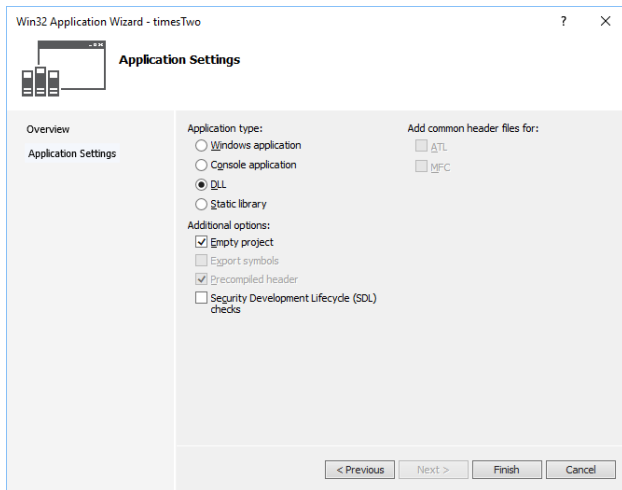 Win32 Application Wizard - timesTwo
Application Settings
Overview
Application Settings
Application type:
Windows application
Console application
DLL
Static library
Additional options:
Empty project
Export symbols
Precompiled header
Security Development Lifecycle (SDL)
checks
Add common header files for:
ATL
MFC
< Previous
Next >
Finish
Cancel